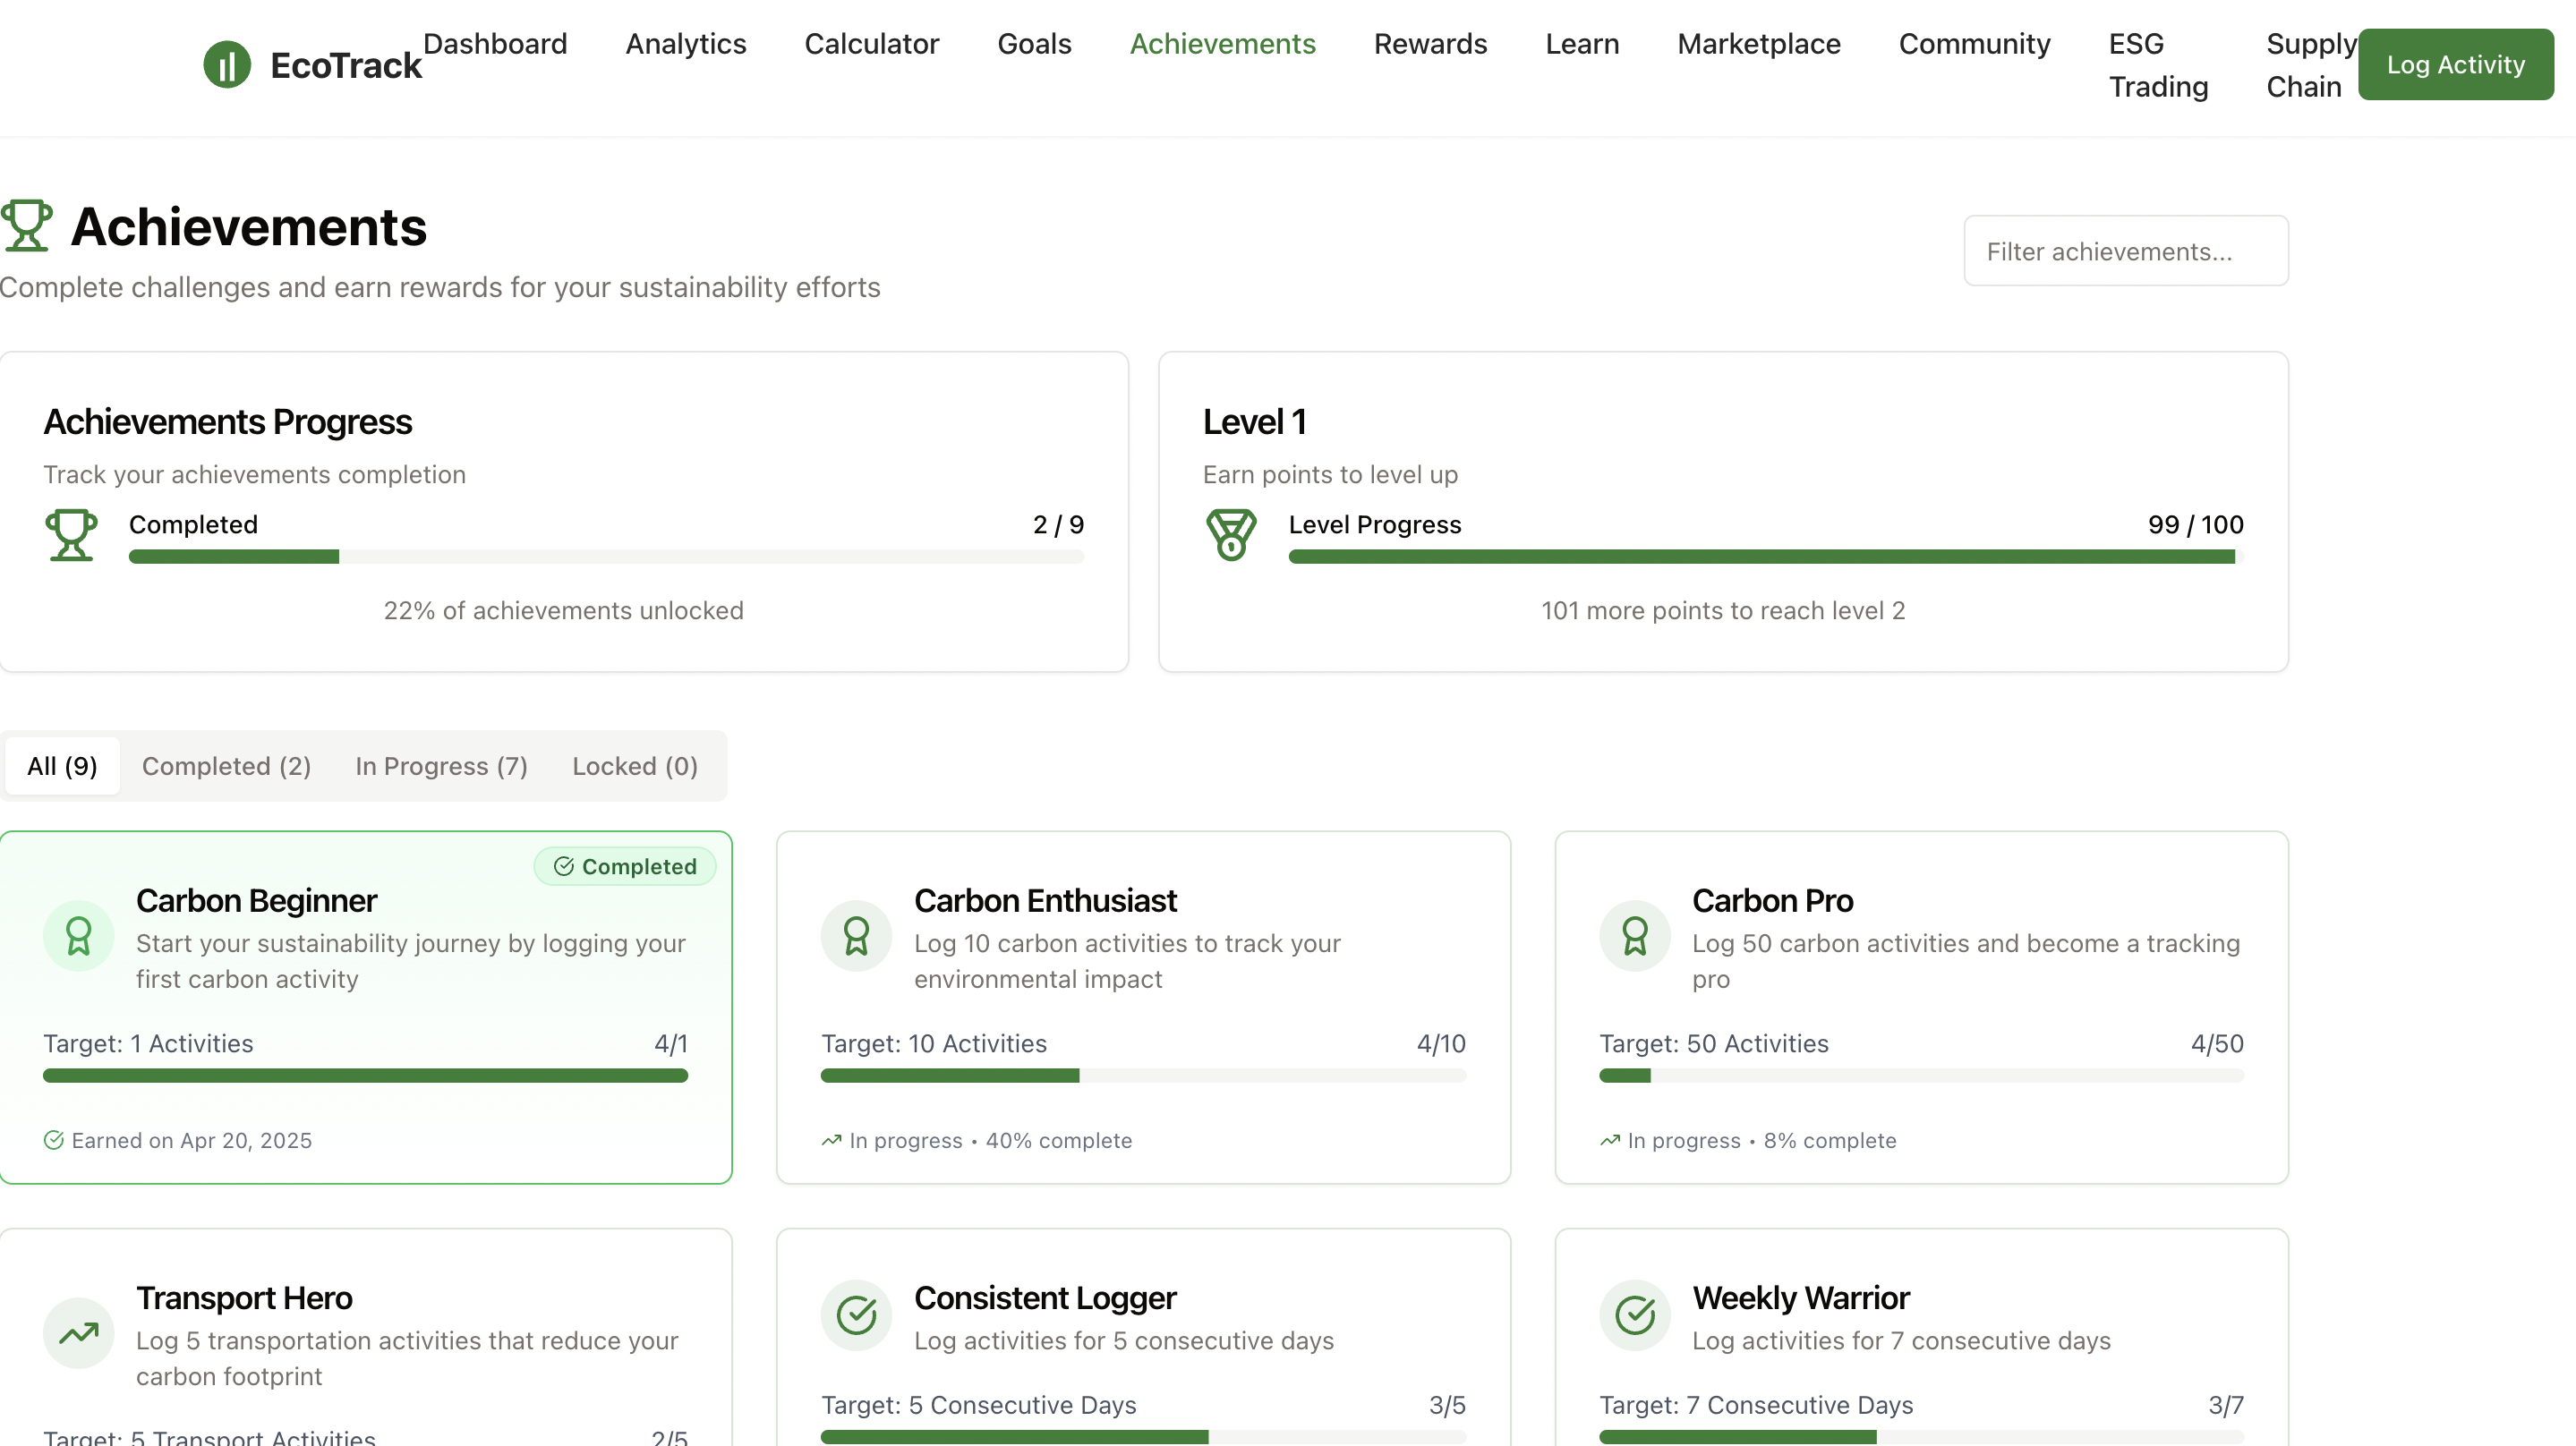 EcoTrack
Dashboard
Analytics
Calculator
Goals
Achievements
Rewards
Learn
Marketplace
Community
ESG
Trading
Supply
Chain
Log Activity
Achievements
Complete challenges and earn rewards for your sustainability efforts
Filter achievements...
Achievements Progress
Track your achievements completion
Completed
2 / 9
22% of achievements unlocked
Level 1
Earn points to level up
Level Progress
99 / 100
101 more points to reach level 2
All (9)
Completed (2)
In Progress (7)
Locked (0)
Completed
Carbon Beginner
Start your sustainability journey by logging your
first carbon activity
Target: 1 Activities
4/1
Earned on Apr 20, 2025
Carbon Enthusiast
Log 10 carbon activities to track your
environmental impact
Target: 10 Activities
4/10
In progress • 40% complete
Carbon Pro
Log 50 carbon activities and become a tracking
pro
Target: 50 Activities
4/50
In progress • 8% complete
Transport Hero
Log 5 transportation activities that reduce your
carbon footprint
Target: 5 Transport Activities
2/5
Consistent Logger
Log activities for 5 consecutive days
Target: 5 Consecutive Days
3/5
Weekly Warrior
Log activities for 7 consecutive days
Target: 7 Consecutive Days
3/7